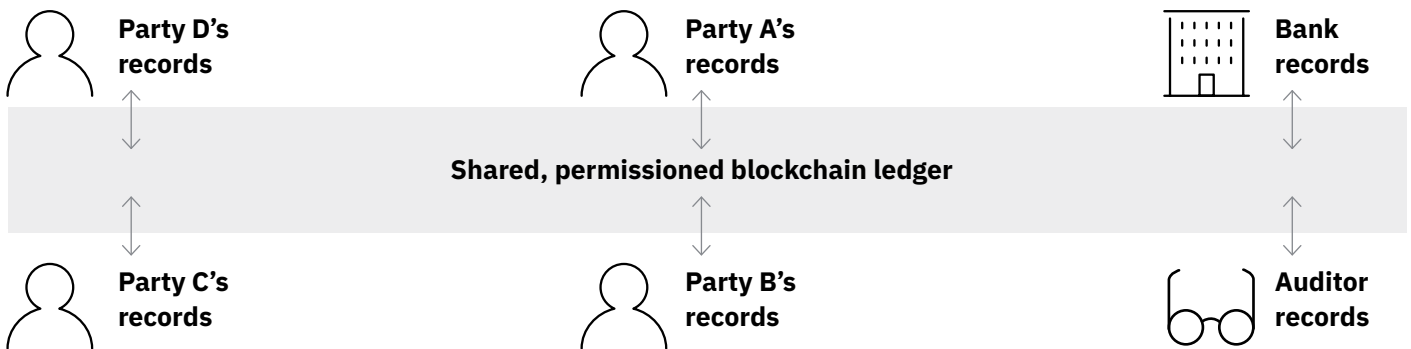 Party D’s
records
Party A’s
records
Bank
records
Shared, permissioned blockchain ledger
Party C’s
records
Party B’s
records
Auditor
records